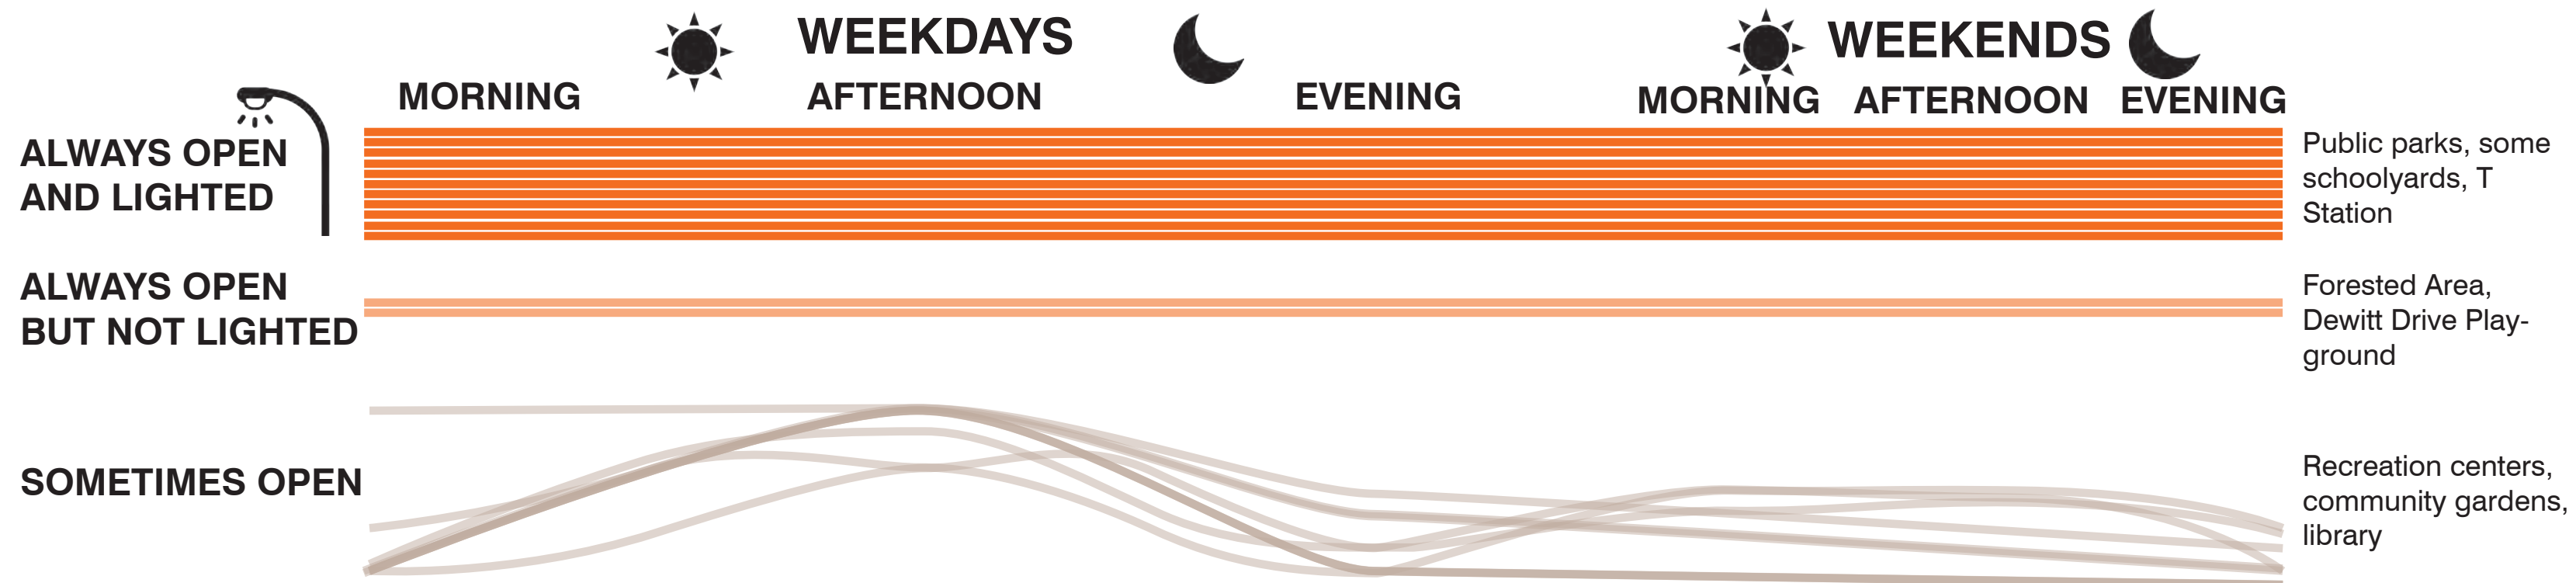 WEEKDAYS
WEEKENDS
MORNING
AFTERNOON
EVENING
MORNING
AFTERNOON
EVENING
ALWAYS OPEN
AND LIGHTED
Public parks, some
schoolyards, T
Station
ALWAYS OPEN
BUT NOT LIGHTED
Forested Area,
Dewitt Drive Play-
ground
SOMETIMES OPEN
Recreation centers,
community gardens,
library